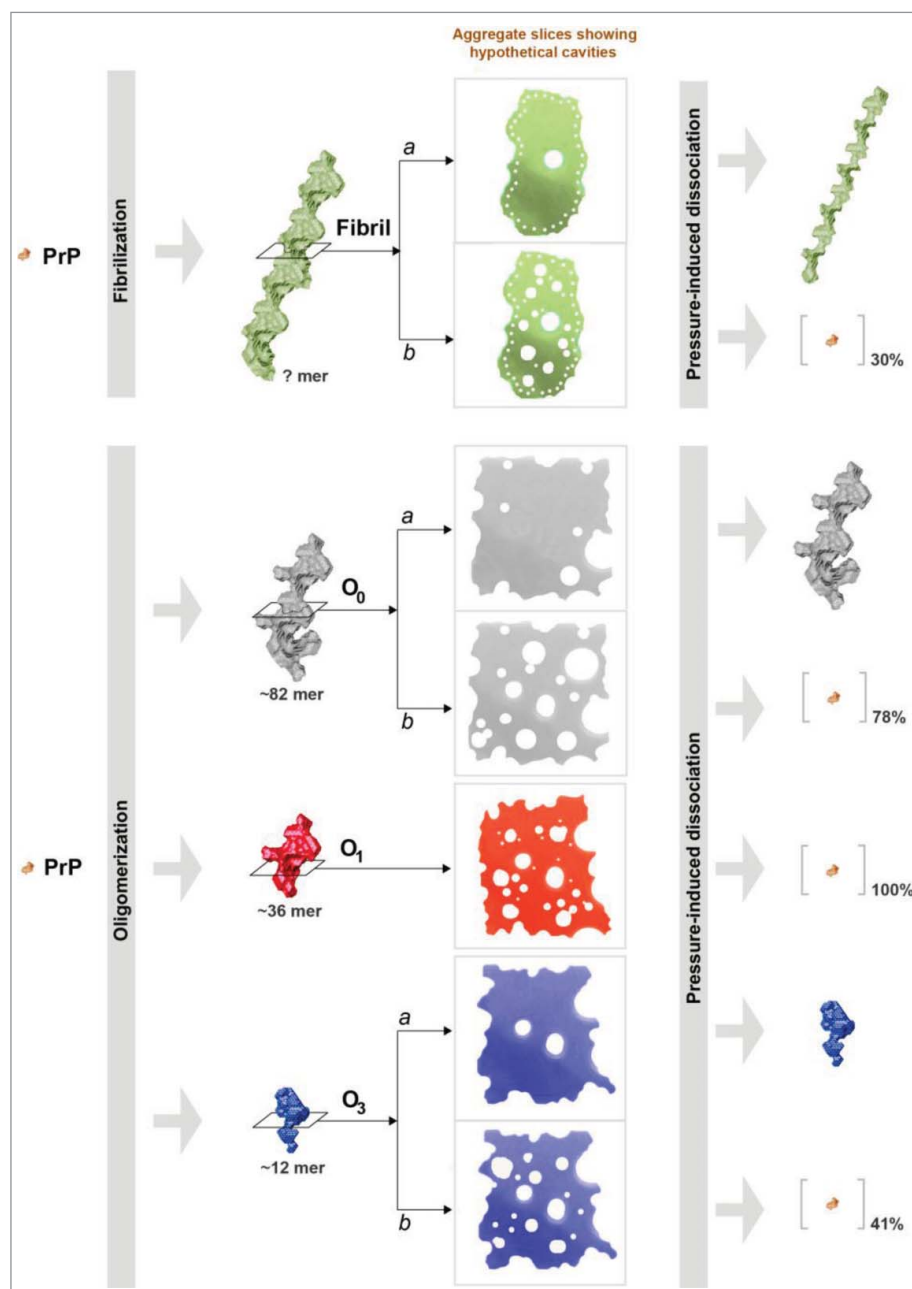 Aggregate slices showing
hypothetical cavities
PrP
Fibrilization
Fibril
? mer
a
b
Pressure-induced dissociation
30%
PrP
Oligomerization
O0
~82 mer
a
b
Pressure-induced dissociation
78%
O1
~36 mer
100%
O3
~12 mer
a
b
41%